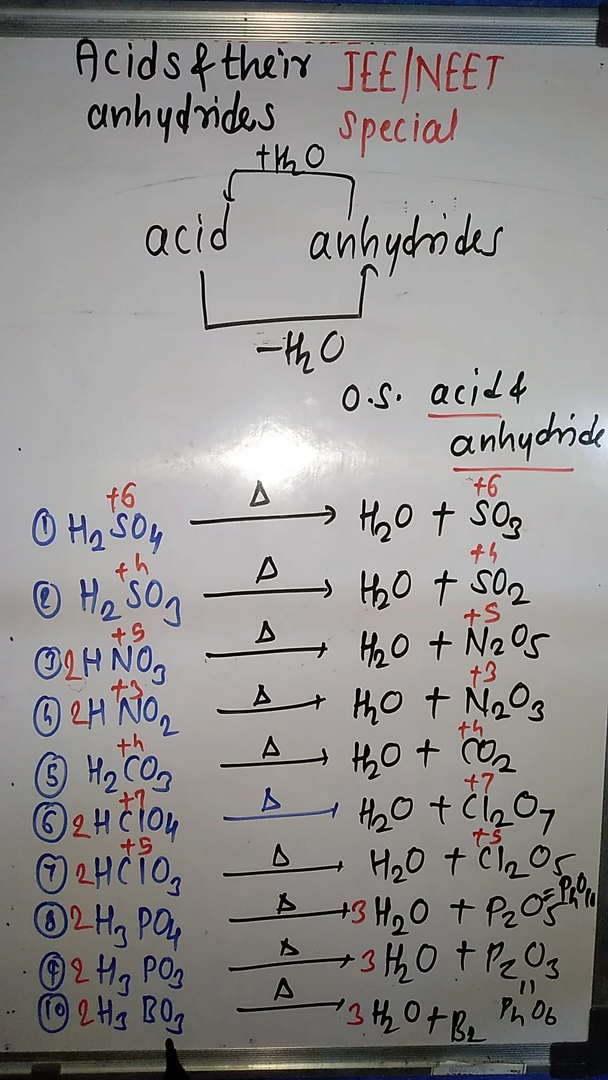 Acids & their JEE/NEET
anhydrides special
+H₂O
acid anhydrides
-H₂O
O.S. acid &
anhydride
+6 +6
① H₂SO₄ Δ→ H₂O + SO₃
+4 +4
② H₂SO₃ Δ→ H₂O + SO₂
+5 +5
③ 2HNO₃ Δ→ H₂O + N₂O₅
+3 +3
④ 2HNO₂ Δ→ H₂O + N₂O₃
+4 +4
⑤ H₂CO₃ Δ→ H₂O + CO₂
+7 +7
⑥ 2HClO₄ Δ→ H₂O + Cl₂O₇
+5 +5
⑦ 2HClO₃ Δ→ H₂O + Cl₂O₅
⑧ 2H₃PO₄ Δ→ 3H₂O + P₂O₅ = P₄O₁₀
⑨ 2H₃PO₃ Δ→ 3H₂O + P₂O₃
⑩ 2H₃BO₃ Δ→ 3H₂O + B₂ P₄O₆